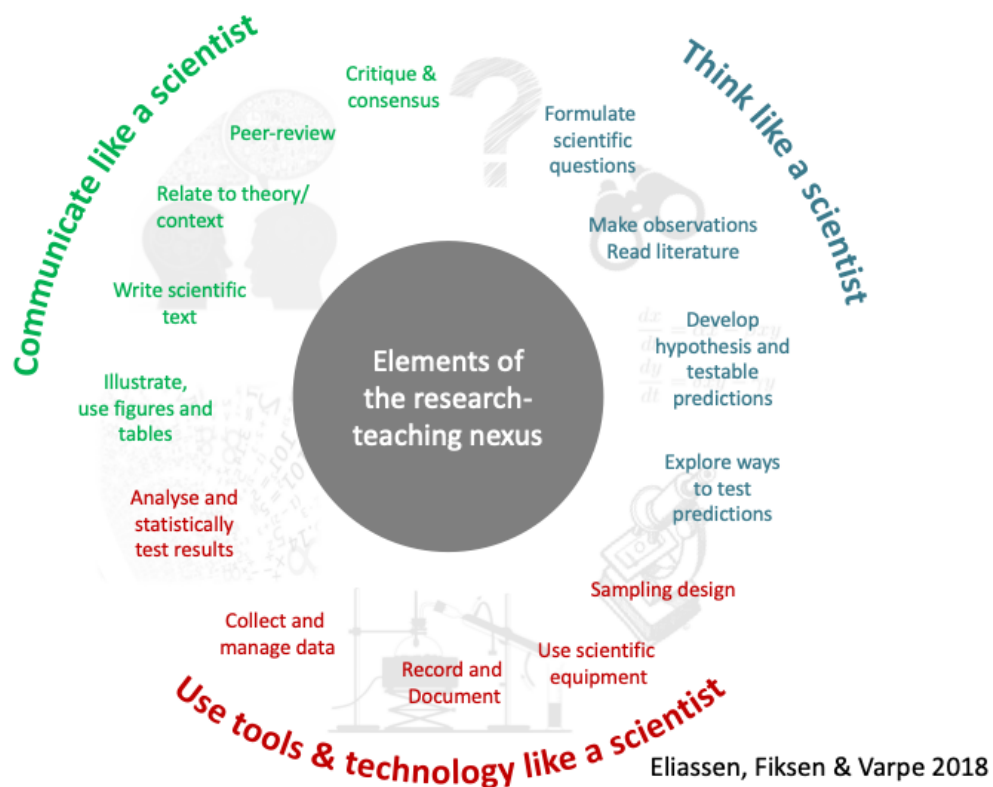 Communicate like a scientist
Think like a scientist
Use tools & technology like a scientist
Elements of
the research-
teaching nexus
Formulate
scientific
questions
Make observations
Read literature
Develop
hypothesis and
testable
predictions
Explore ways
to test
predictions
Sampling design
Use scientific
equipment
Record and
Document
Collect and
manage data
Analyse and
statistically
test results
Illustrate,
use figures and
tables
Write scientific
text
Relate to theory/
context
Peer-review
Critique &
consensus
Eliassen, Fiksen & Varpe 2018